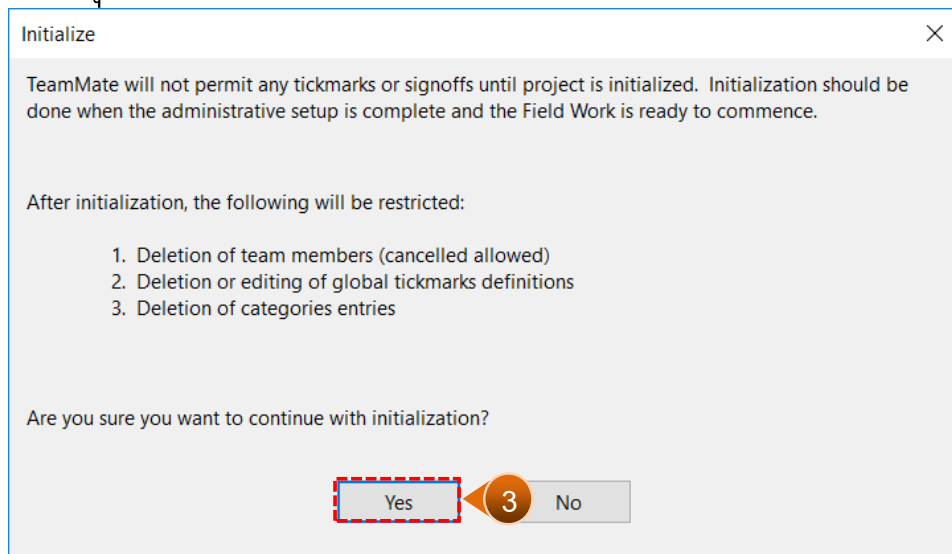 Initialize
TeamMate will not permit any tickmarks or signoffs until project is initialized.  Initialization should be
done when the administrative setup is complete and the Field Work is ready to commence.
After initialization, the following will be restricted:
1. Deletion of team members (cancelled allowed)
2. Deletion or editing of global tickmarks definitions
3. Deletion of categories entries
Are you sure you want to continue with initialization?
Yes 3 No